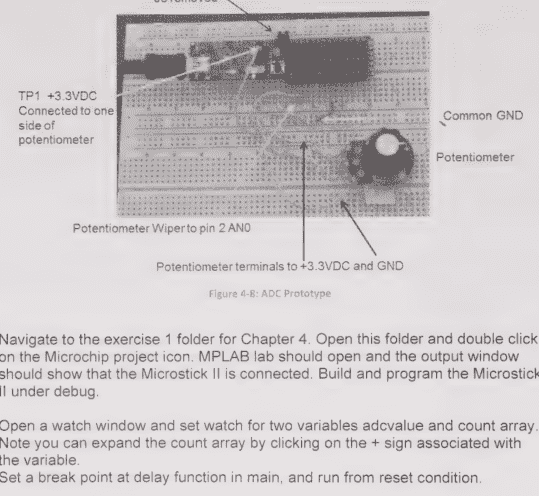 TP1 +3.3VDC
Connected to one
side of
potentiometer
Common GND
Potentiometer
Potentiometer Wiper to pin 2 AN0
Potentiometer terminals to +3.3VDC and GND
Figure 4-8: ADC Prototype
Navigate to the exercise 1 folder for Chapter 4. Open this folder and double click
on the Microchip project icon. MPLAB lab should open and the output window
should show that the Microstick II is connected. Build and program the Microstick
II under debug.
Open a watch window and set watch for two variables adcvalue and count array.
Note you can expand the count array by clicking on the + sign associated with
the variable.
Set a break point at delay function in main, and run from reset condition.